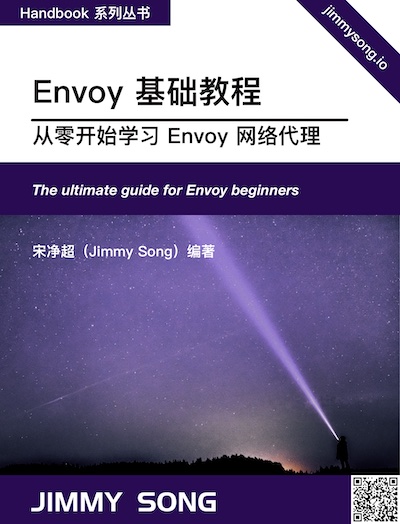 Handbook 系列丛书
jimmysong.io
Envoy 基础教程
从零开始学习 Envoy 网络代理
The ultimate guide for Envoy beginners
宋净超（Jimmy Song）编著
JIMMY SONG